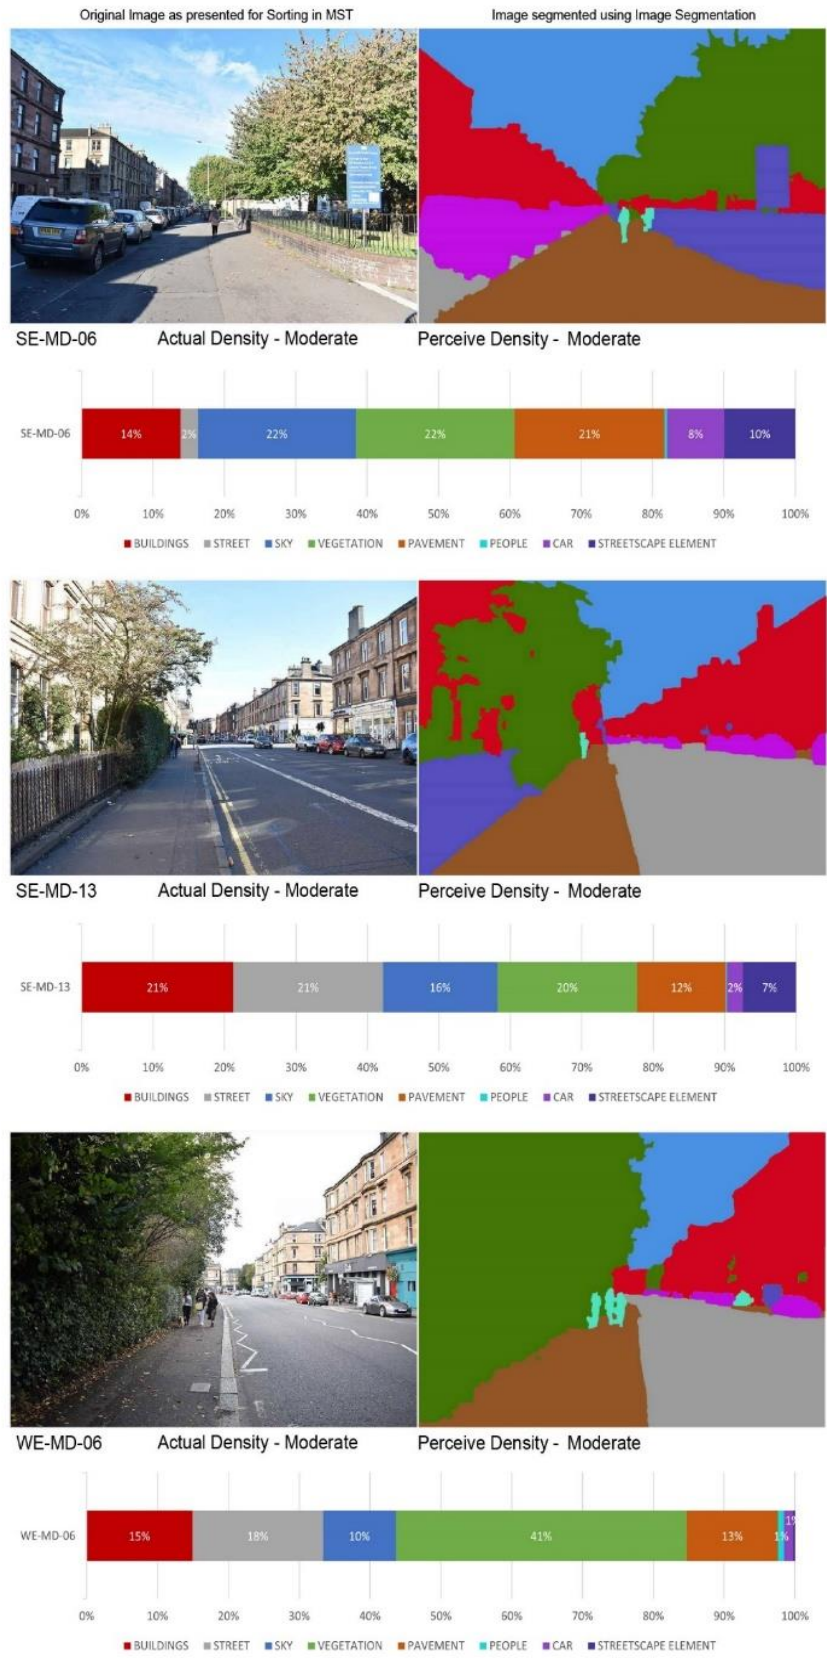 Original Image as presented for Sorting in MST
Image segmented using Image Segmentation
SE-MD-06 Actual Density - Moderate Perceive Density - Moderate
SE-MD-06 14% 2% 22% 22% 21% 8% 10%
0% 10% 20% 30% 40% 50% 60% 70% 80% 90% 100%
BUILDINGS STREET SKY VEGETATION PAVEMENT PEOPLE CAR STREETSCAPE ELEMENT
SE-MD-13 Actual Density - Moderate Perceive Density - Moderate
SE-MD-13 21% 21% 16% 20% 12% 2% 7%
0% 10% 20% 30% 40% 50% 60% 70% 80% 90% 100%
BUILDINGS STREET SKY VEGETATION PAVEMENT PEOPLE CAR STREETSCAPE ELEMENT
WE-MD-06 Actual Density - Moderate Perceive Density - Moderate
WE-MD-06 15% 18% 10% 41% 13% 1% 1%
0% 10% 20% 30% 40% 50% 60% 70% 80% 90% 100%
BUILDINGS STREET SKY VEGETATION PAVEMENT PEOPLE CAR STREETSCAPE ELEMENT